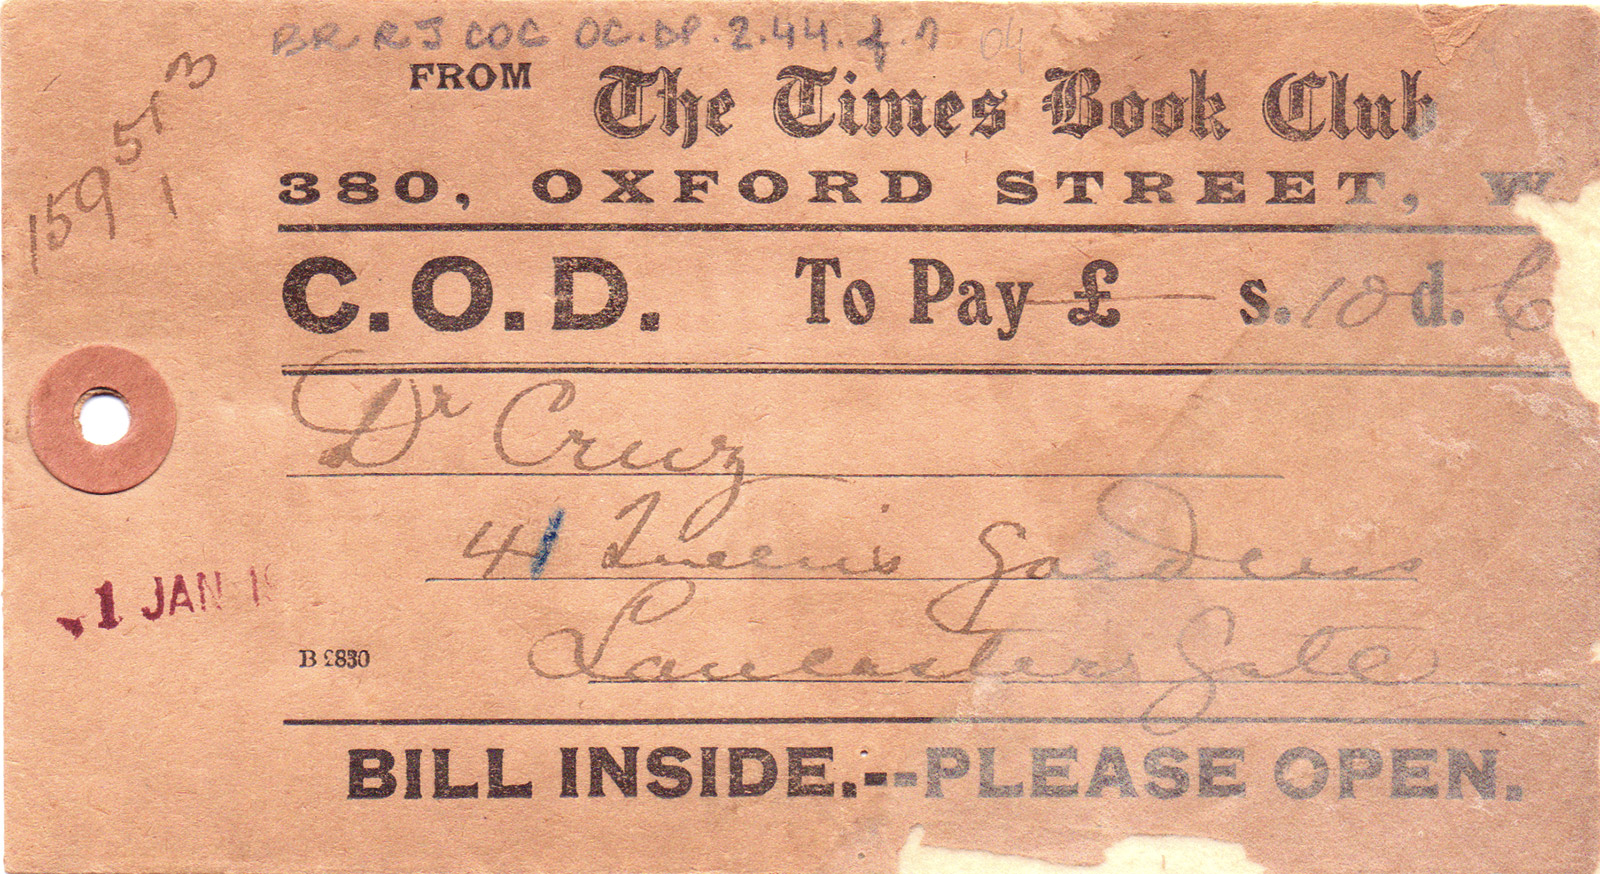 BR RJ COC OC.DP.2.44.f.1
FROM The Times Book Club
380, OXFORD STREET, W
C.O.D. To Pay £ — s. 10 d. 6
Dr Cruz
41 Queen's Gardens
Lancaster Gate
BILL INSIDE.--PLEASE OPEN.
B 2830
1 JAN 1
159513
1
04